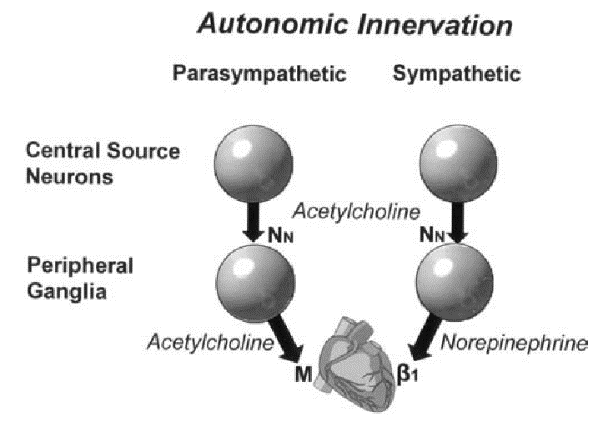 Autonomic Innervation
Parasympathetic
Sympathetic
Central Source
Neurons
Acetylcholine
NN
NN
Peripheral
Ganglia
Acetylcholine
Norepinephrine
M
β1